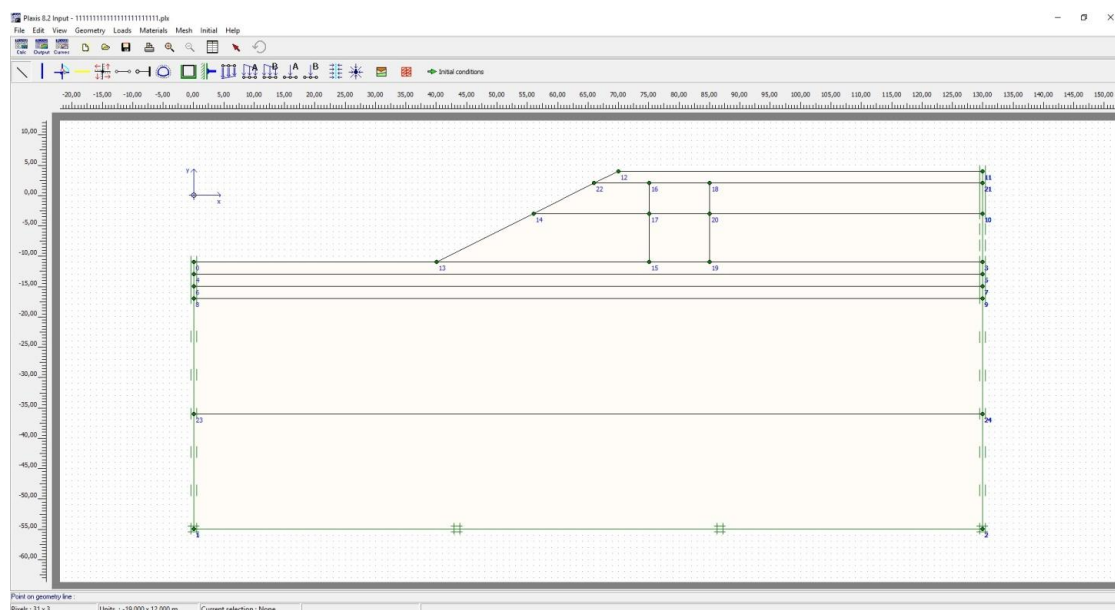 Plaxis 8.2 Input - 1111111111111111111111111.plx
File Edit View Geometry Loads Materials Mesh Initial Help
Calc Output Curves
A B A B Initial conditions
-20,00 -15,00 -10,00 -5,00 0,00 5,00 10,00 15,00 20,00 25,00 30,00 35,00 40,00 45,00 50,00 55,00 60,00 65,00 70,00 75,00 80,00 85,00 90,00 95,00 100,00 105,00 110,00 115,00 120,00 125,00 130,00 135,00 140,00 145,00 150,00
10,00
5,00
y 12 11
22 16 18 21
0,00
x
-5,00
14 17 20 10
-10,00
0 13 15 19 3
-15,00
4 5
6 7
8 9
-20,00
-25,00
-30,00
-35,00
23 24
-40,00
-45,00
-50,00
-55,00
1 2
-60,00
Point on geometry line :
Pixels : 31 x 3 Units : -19,000 x 12,000 m Current selection : None